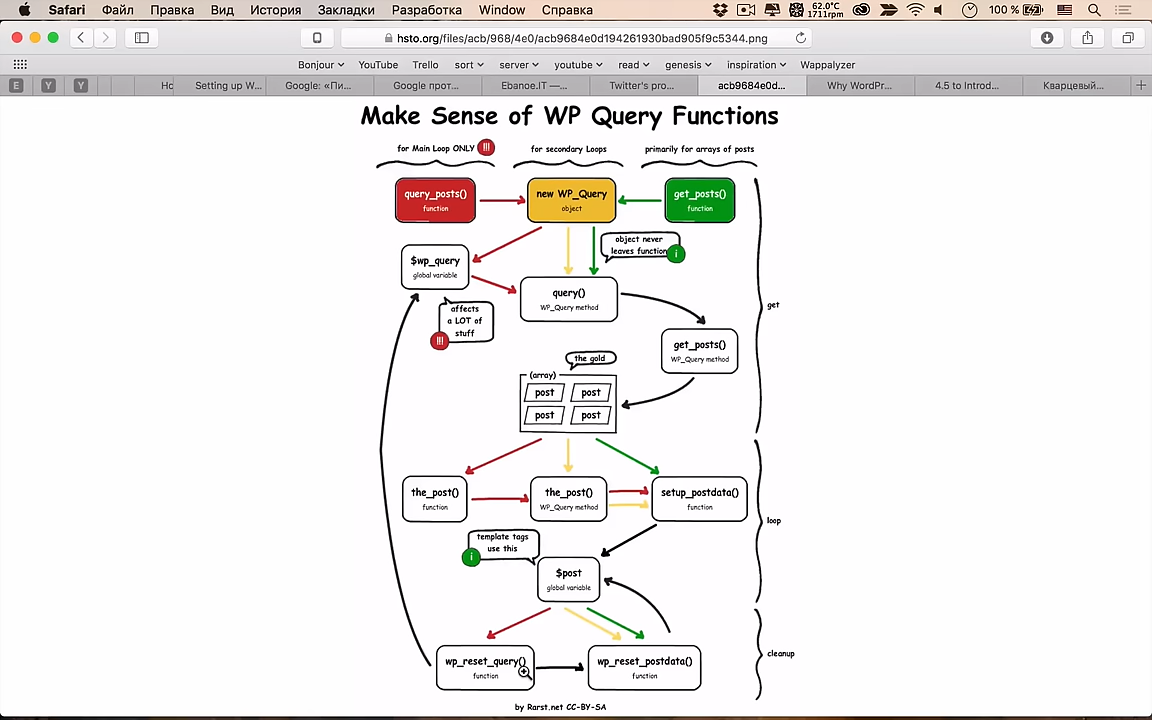 Safari Файл Правка Вид История Закладки Разработка Window Справка 62.0°C 1711rpm 100 %
hsto.org/files/acb/968/4e0/acb9684e0d194261930bad905f9c5344.png
Bonjour YouTube Trello sort server youtube read genesis inspiration Wappalyzer
E Y Y Нс Setting up W... Google: «Пи... Google прот... Ebanoe.IT —... Twitter's pro... acb9684e0d... Why WordPr... 4.5 to Introd... Кварцевый...
Make Sense of WP Query Functions
for Main Loop ONLY !!! for secondary Loops primarily for arrays of posts
query_posts() new WP_Query get_posts()
function object function
object never
leaves function i
$wp_query
global variable
query()
WP_Query method
get
affects
a LOT of
stuff
!!!
get_posts()
WP_Query method
the gold
(array)
post post
post post
the_post() the_post() setup_postdata()
function WP_Query method function
loop
template tags
use this
i
$post
global variable
wp_reset_query() wp_reset_postdata()
function function
cleanup
by Rarst.net CC-BY-SA